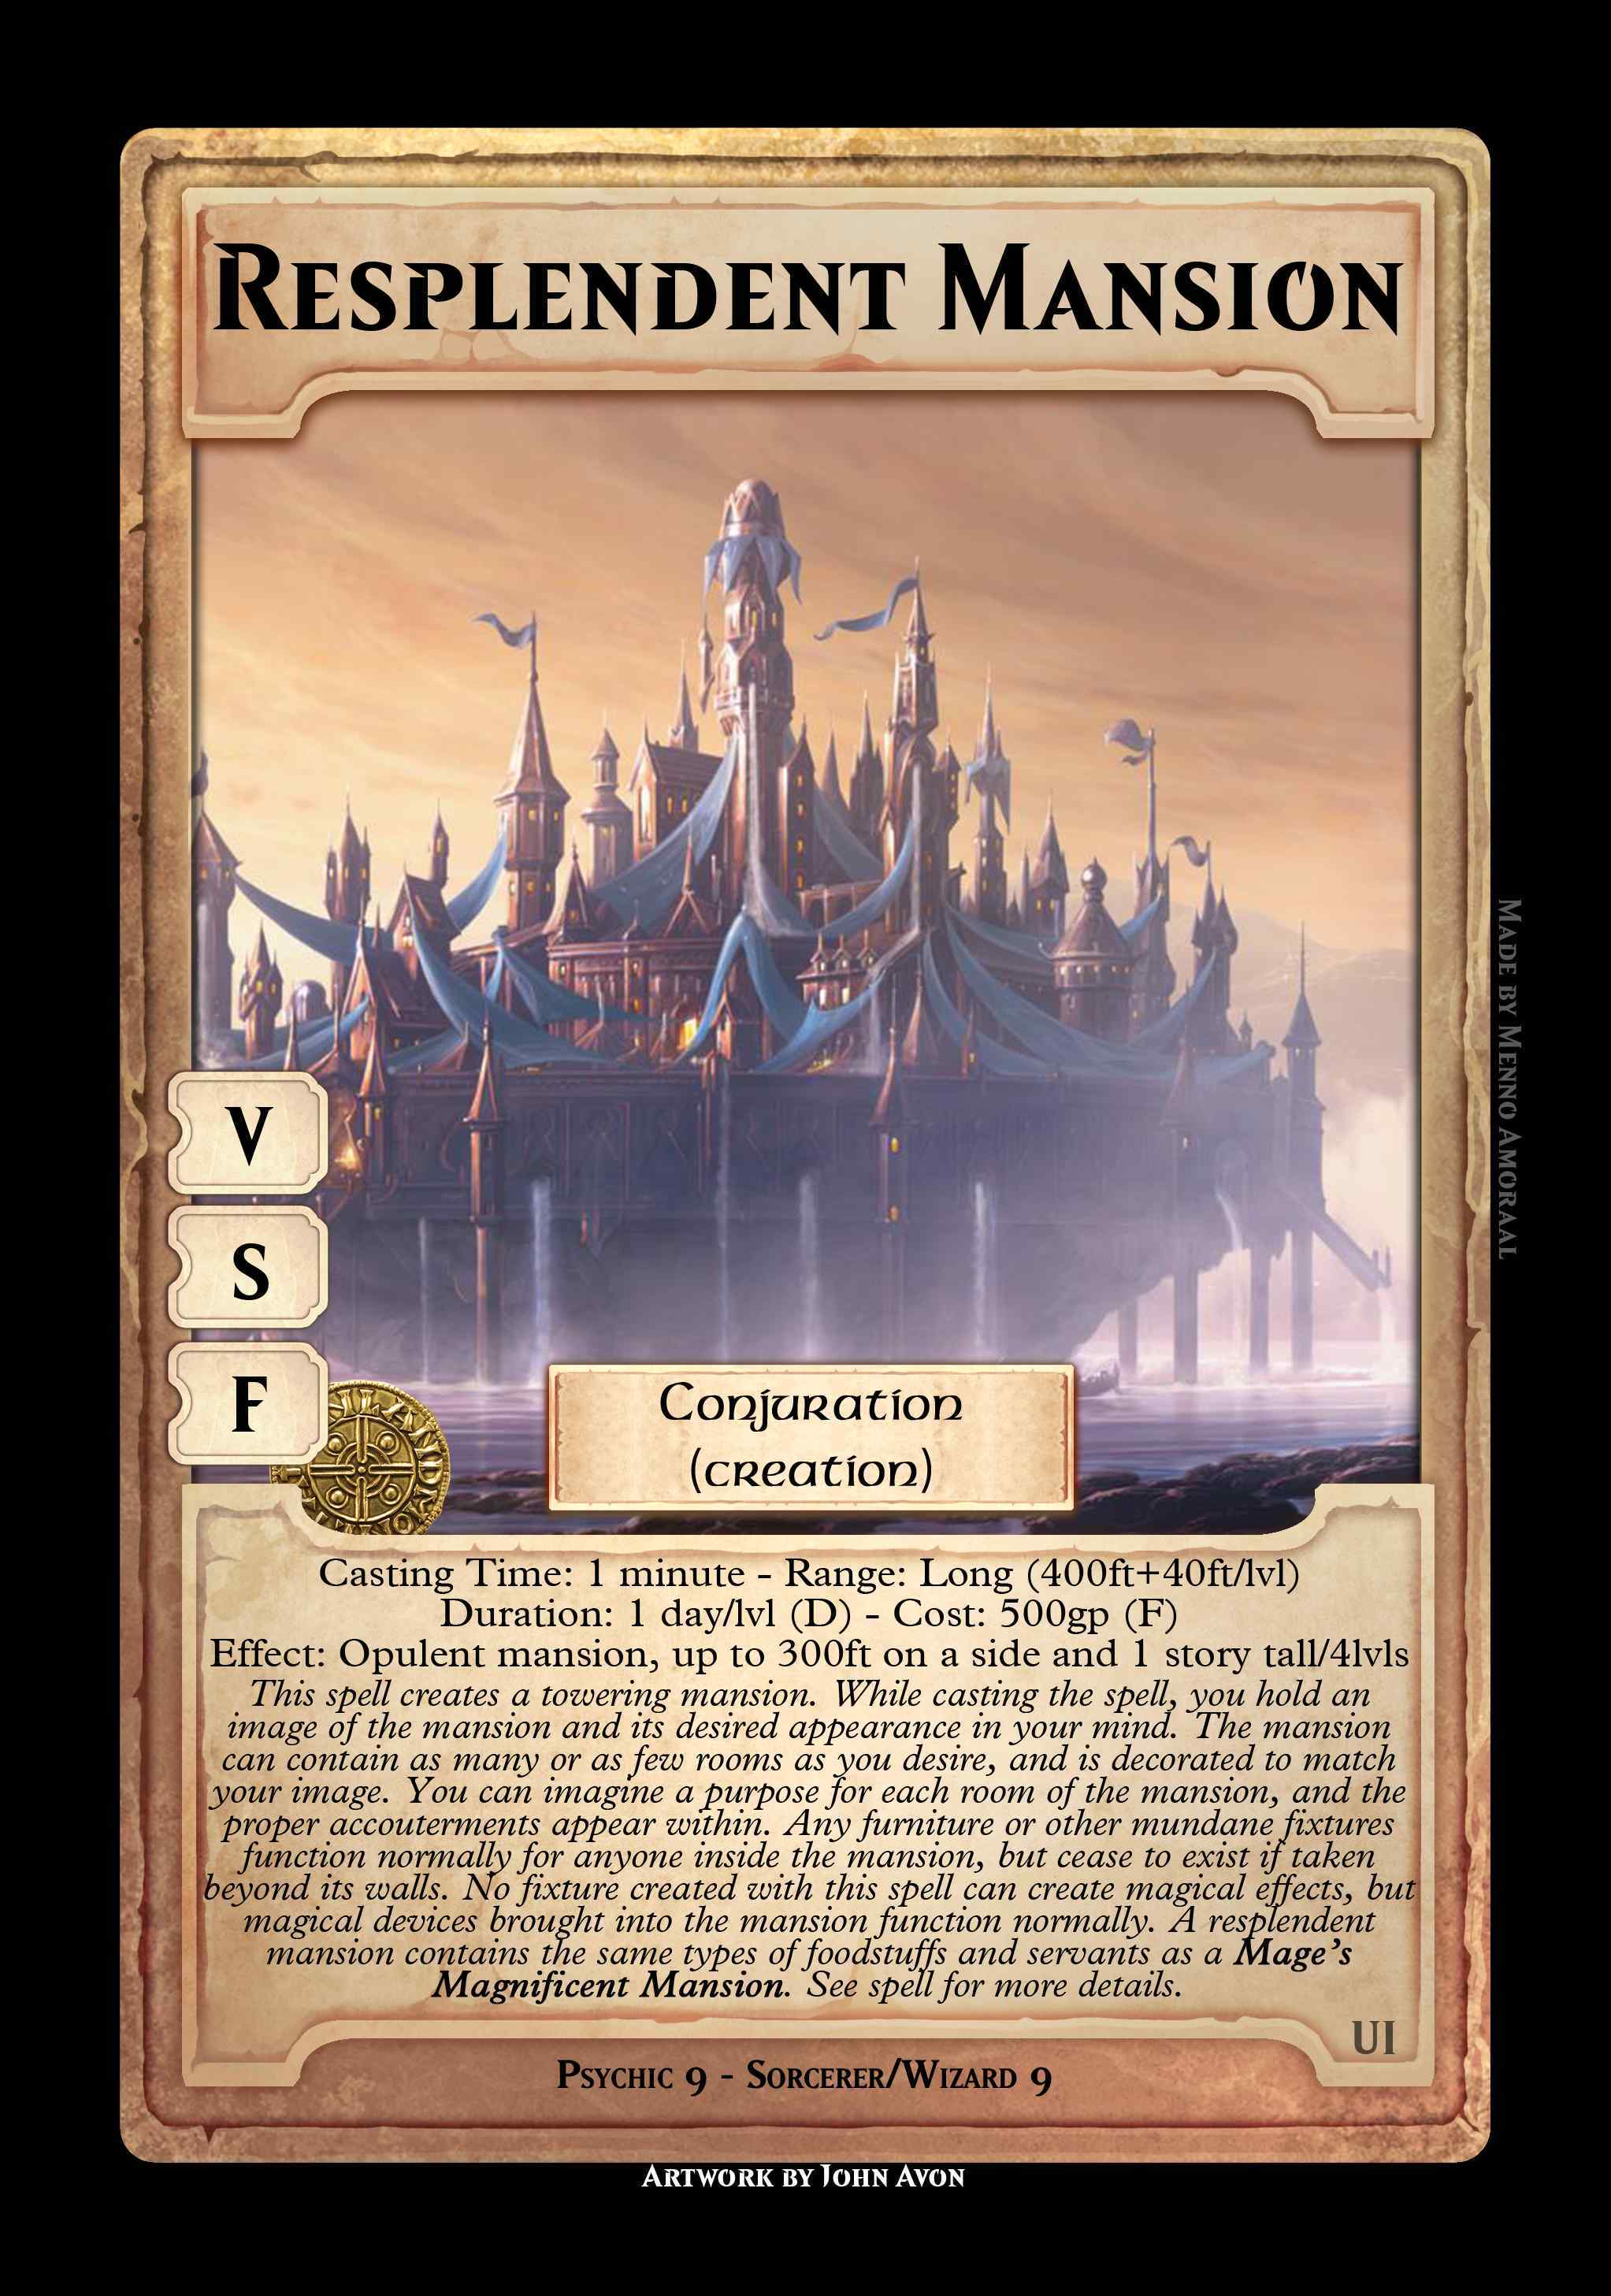 Resplendent Mansion
V
S
F
Conjuration
(creation)
Casting Time: 1 minute - Range: Long (400ft+40ft/lvl)
Duration: 1 day/lvl (D) - Cost: 500gp (F)
Effect: Opulent mansion, up to 300ft on a side and 1 story tall/4lvls
This spell creates a towering mansion. While casting the spell, you hold an
image of the mansion and its desired appearance in your mind. The mansion
can contain as many or as few rooms as you desire, and is decorated to match
your image. You can imagine a purpose for each room of the mansion, and the
proper accouterments appear within. Any furniture or other mundane fixtures
function normally for anyone inside the mansion, but cease to exist if taken
beyond its walls. No fixture created with this spell can create magical effects, but
magical devices brought into the mansion function normally. A resplendent
mansion contains the same types of foodstuffs and servants as a Mage's
Magnificent Mansion. See spell for more details.
UI
Psychic 9 - Sorcerer/Wizard 9
Artwork by John Avon
Made by Menno Amoraal